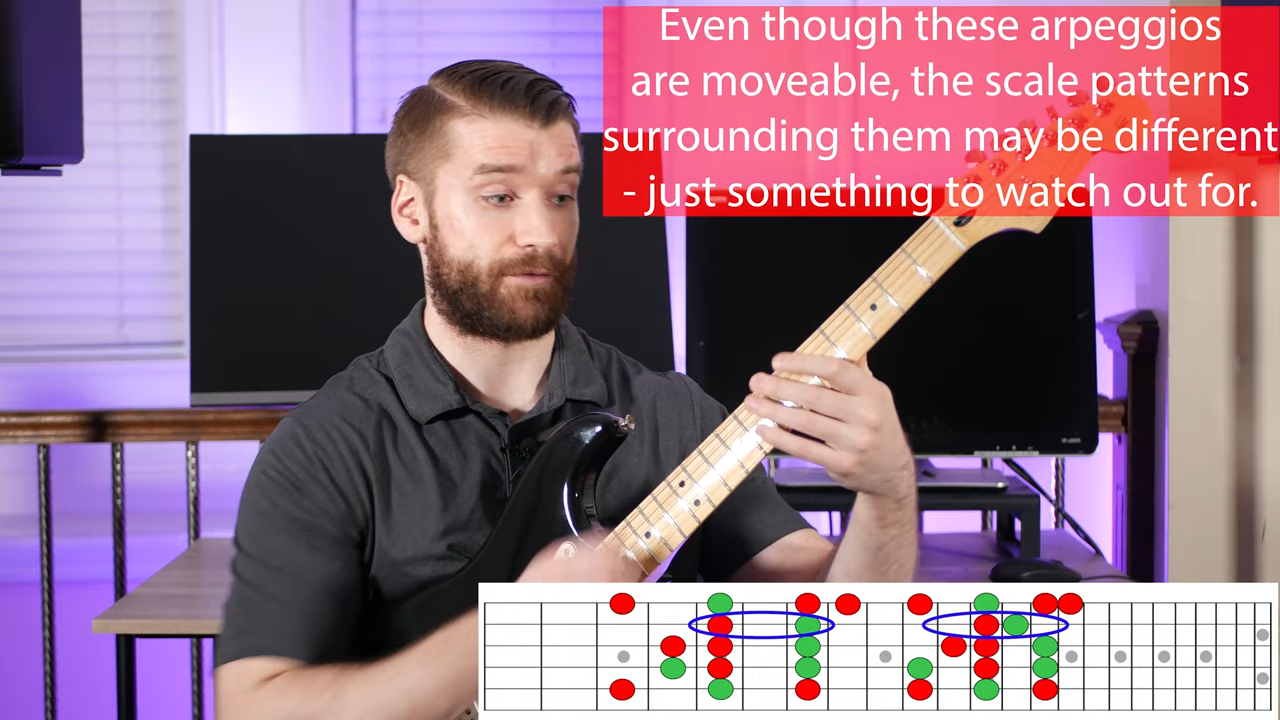 Even though these arpeggios
are moveable, the scale patterns
surrounding them may be different
- just something to watch out for.